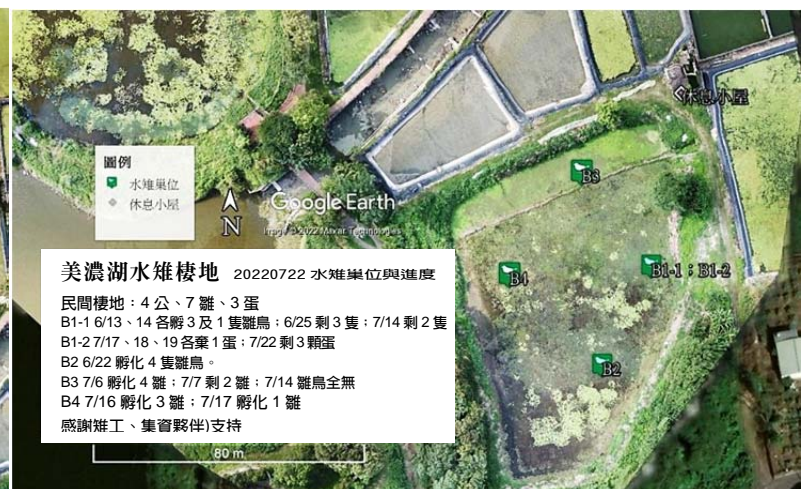 休息小屋
圖例
水雉巢位
休息小屋
B3
N
Google Earth
Image © 2022 Maxar Technologies
美濃湖水雉棲地 20220722 水雉巢位與進度
B4
B1-1；B1-2
民間棲地：4 公、7 雛、3 蛋
B1-1 6/13、14 各孵 3 及 1 隻雛鳥；6/25 剩 3 隻；7/14 剩 2 隻
B1-2 7/17、18、19 各棄 1 蛋；7/22 剩 3 顆蛋
B2 6/22 孵化 4 隻雛鳥。
B2
B3 7/6 孵化 4 雛；7/7 剩 2 雛；7/14 雛鳥全無
B4 7/16 孵化 3 雛；7/17 孵化 1 雛
感謝雉工、集資夥伴)支持
80 m